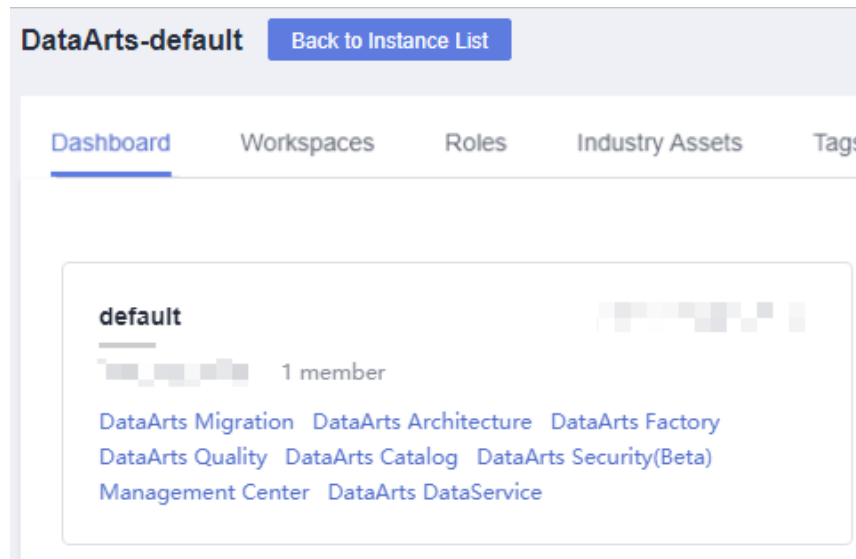 DataArts-default Back to Instance List
Dashboard Workspaces Roles Industry Assets Tags
default
1 member
DataArts Migration DataArts Architecture DataArts Factory
DataArts Quality DataArts Catalog DataArts Security(Beta)
Management Center DataArts DataService